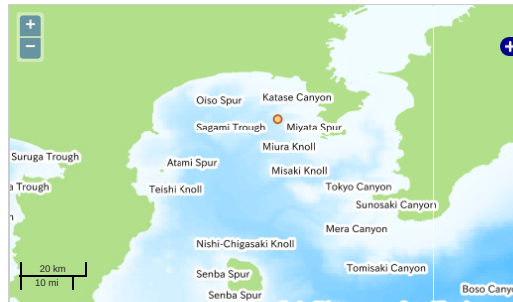 +
−
Oiso Spur
Katase Canyon
Sagami Trough
Miyata Spur
Miura Knoll
Suruga Trough
Atami Spur
Misaki Knoll
Trough
Teishi Knoll
Tokyo Canyon
Sunosaki Canyon
Mera Canyon
Nishi-Chigasaki Knoll
Senba Spur
Tomisaki Canyon
20 km
10 mi
Senba Spur
Boso